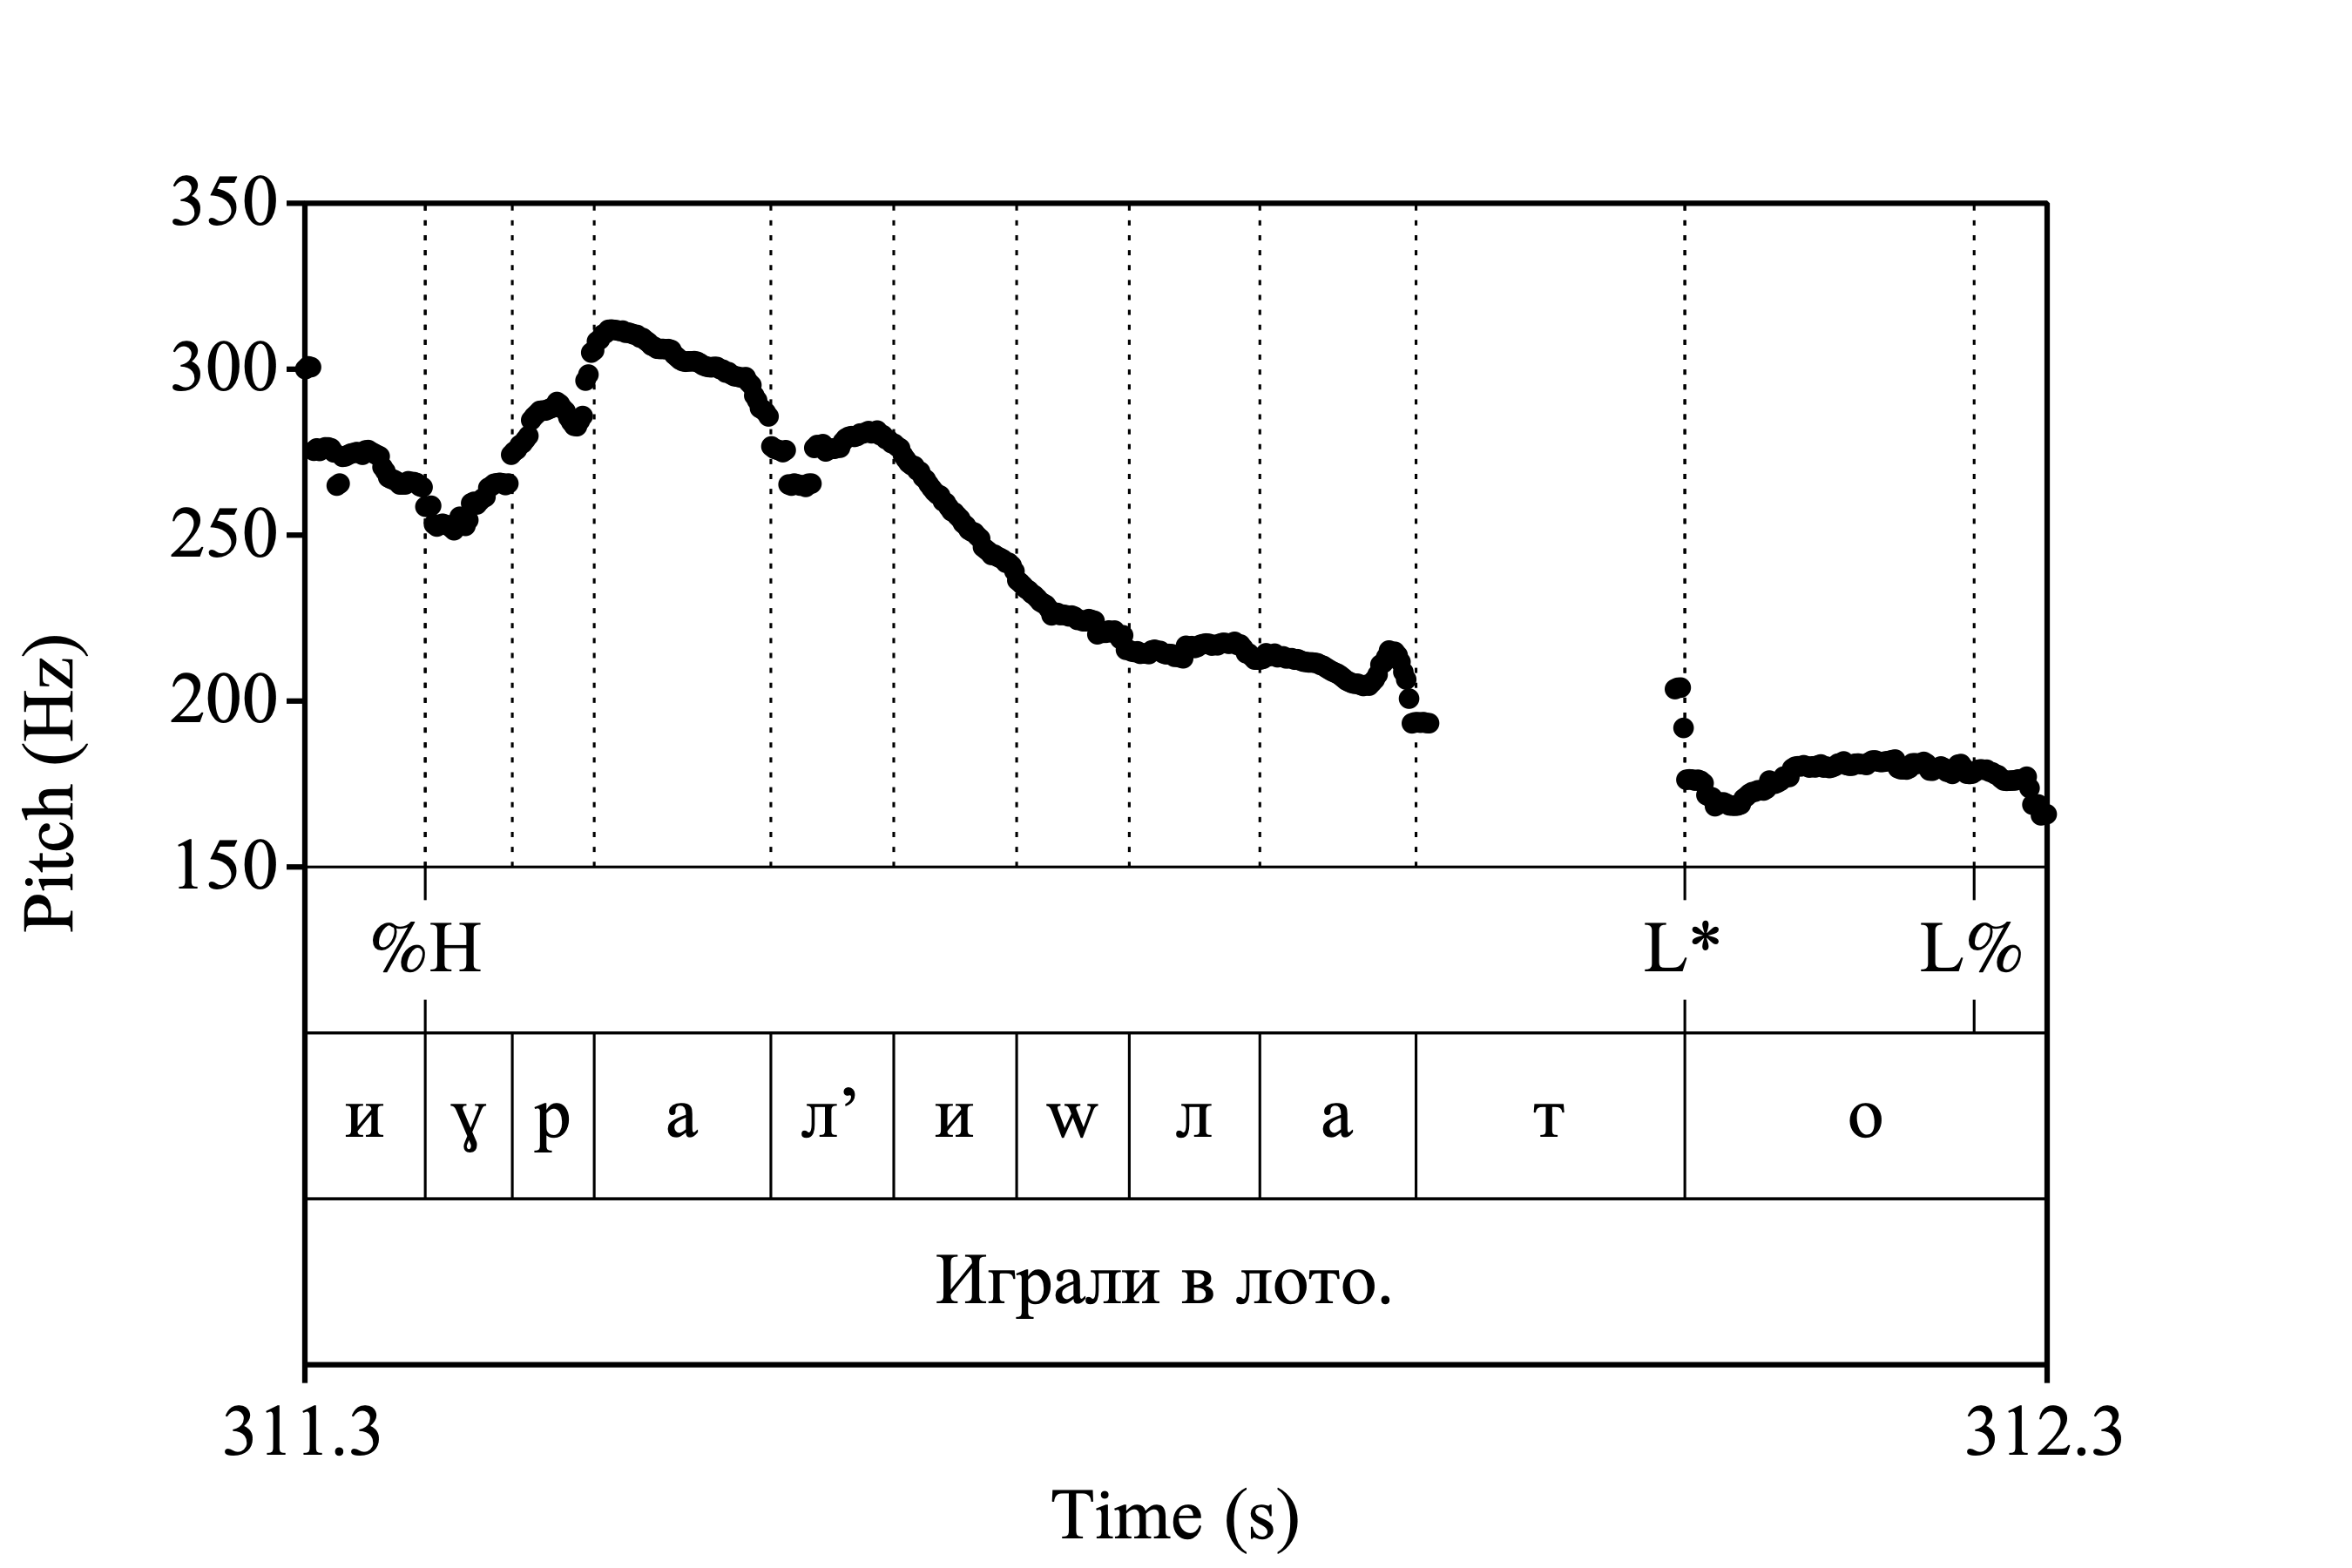 350
300
250
200
150
Pitch (Hz)
%H L* L%
и ɣ р а л’ и w л а т о
Играли в лото.
311.3 312.3
Time (s)